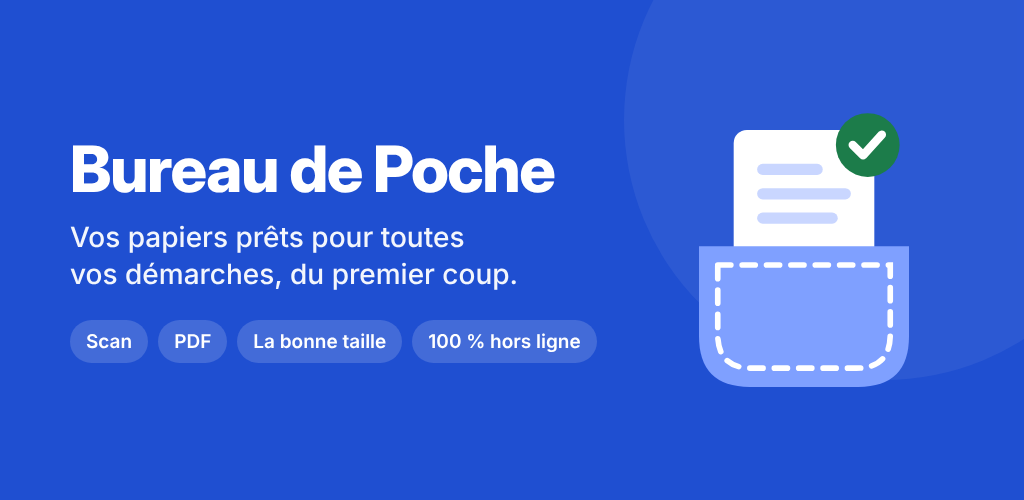 Bureau de Poche
Vos papiers prêts pour toutes
vos démarches, du premier coup.
Scan
PDF
La bonne taille
100 % hors ligne